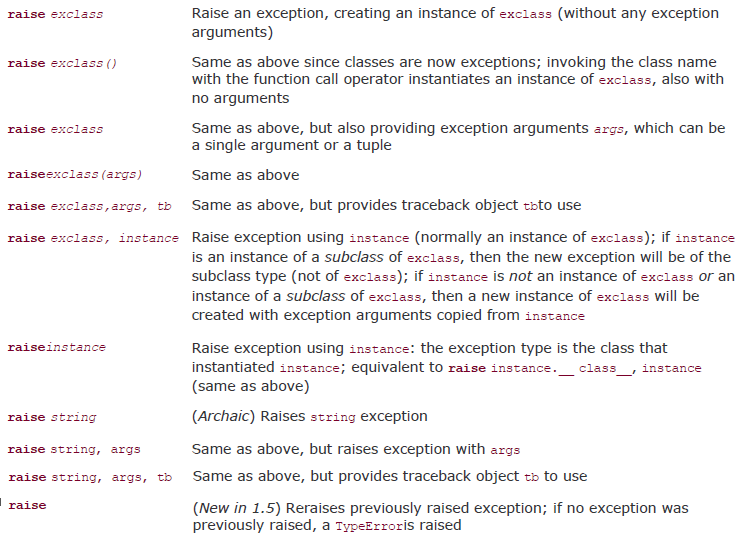 raise exclass Raise an exception, creating an instance of exclass (without any exception
arguments)
raise exclass() Same as above since classes are now exceptions; invoking the class name
with the function call operator instantiates an instance of exclass, also with
no arguments
raise exclass Same as above, but also providing exception arguments args, which can be
a single argument or a tuple
raiseexclass(args) Same as above
raise exclass,args, tb Same as above, but provides traceback object tbto use
raise exclass, instance Raise exception using instance (normally an instance of exclass); if instance
is an instance of a subclass of exclass, then the new exception will be of the
subclass type (not of exclass); if instance is not an instance of exclass or an
instance of a subclass of exclass, then a new instance of exclass will be
created with exception arguments copied from instance
raiseinstance Raise exception using instance: the exception type is the class that
instantiated instance; equivalent to raise instance.__ class__, instance
(same as above)
raise string (Archaic) Raises string exception
raise string, args Same as above, but raises exception with args
raise string, args, tb Same as above, but provides traceback object tb to use
raise (New in 1.5) Reraises previously raised exception; if no exception was
previously raised, a TypeErroris raised